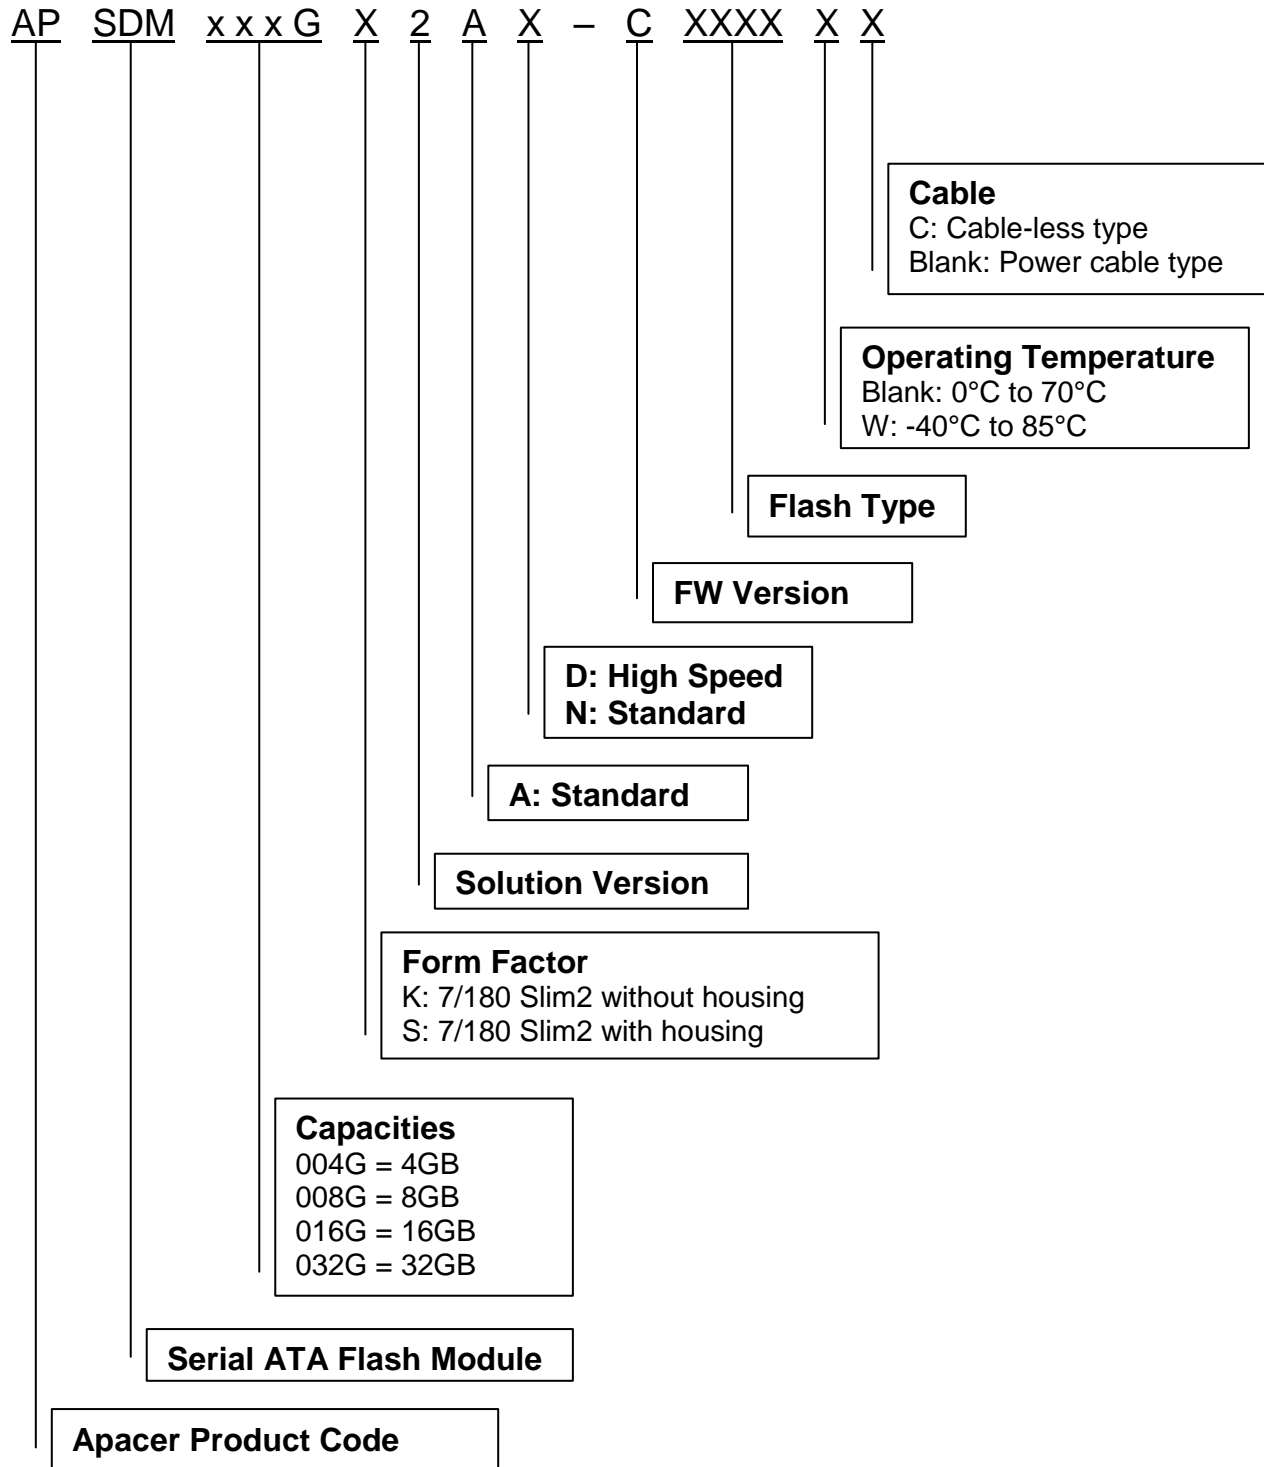 AP SDM x x x G X 2 A X – C XXXX X X
Cable
C: Cable-less type
Blank: Power cable type
Operating Temperature
Blank: 0°C to 70°C
W: -40°C to 85°C
Flash Type
FW Version
D: High Speed
N: Standard
A: Standard
Solution Version
Form Factor
K: 7/180 Slim2 without housing
S: 7/180 Slim2 with housing
Capacities
004G = 4GB
008G = 8GB
016G = 16GB
032G = 32GB
Serial ATA Flash Module
Apacer Product Code